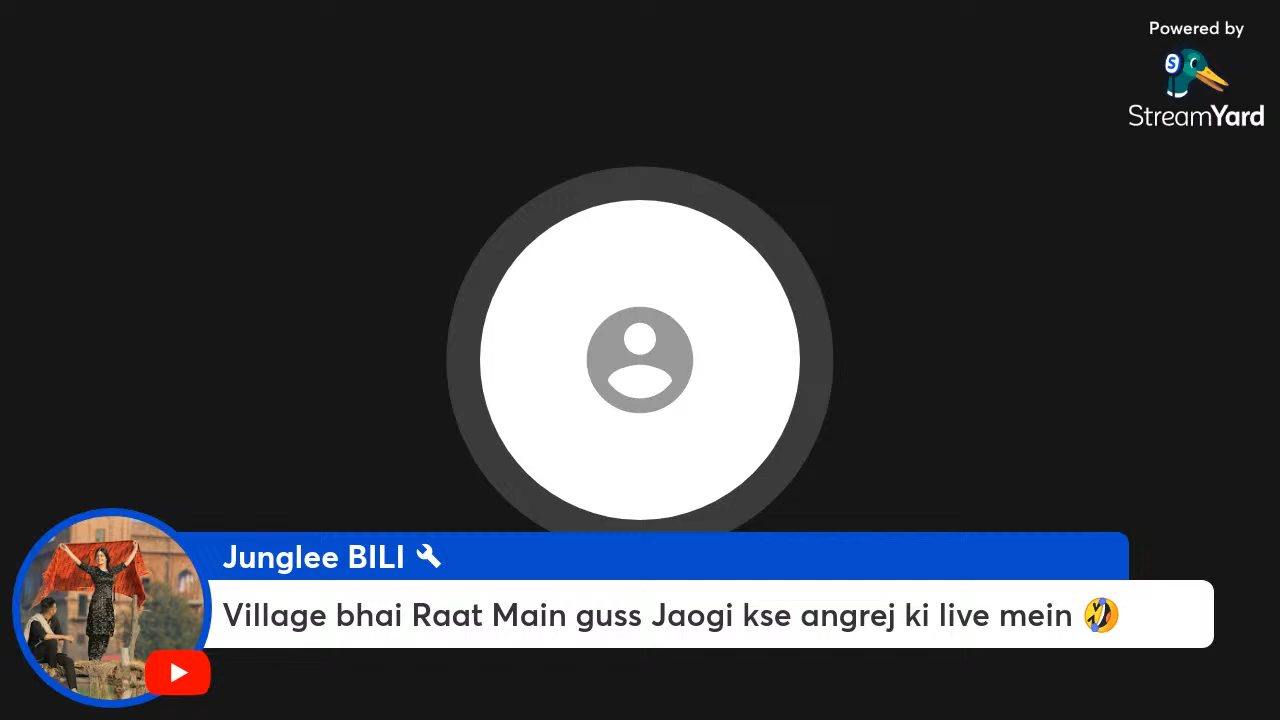 Powered by
StreamYard
Junglee BILI
Village bhai Raat Main guss Jaogi kse angrej ki live mein 🤣